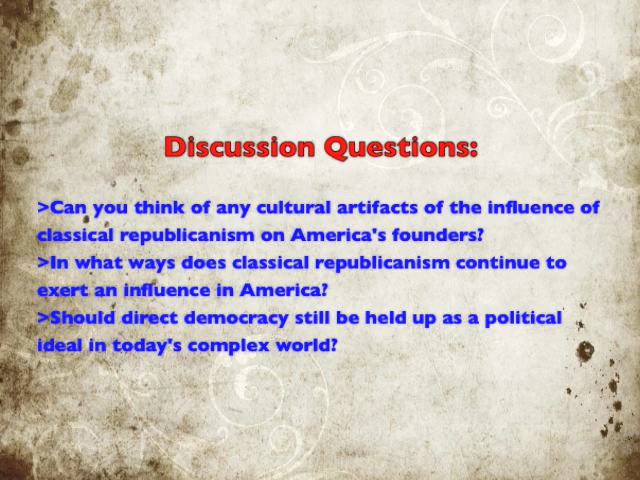 Discussion Questions:
>Can you think of any cultural artifacts of the influence of
classical republicanism on America's founders?
>In what ways does classical republicanism continue to
exert an influence in America?
>Should direct democracy still be held up as a political
ideal in today's complex world?